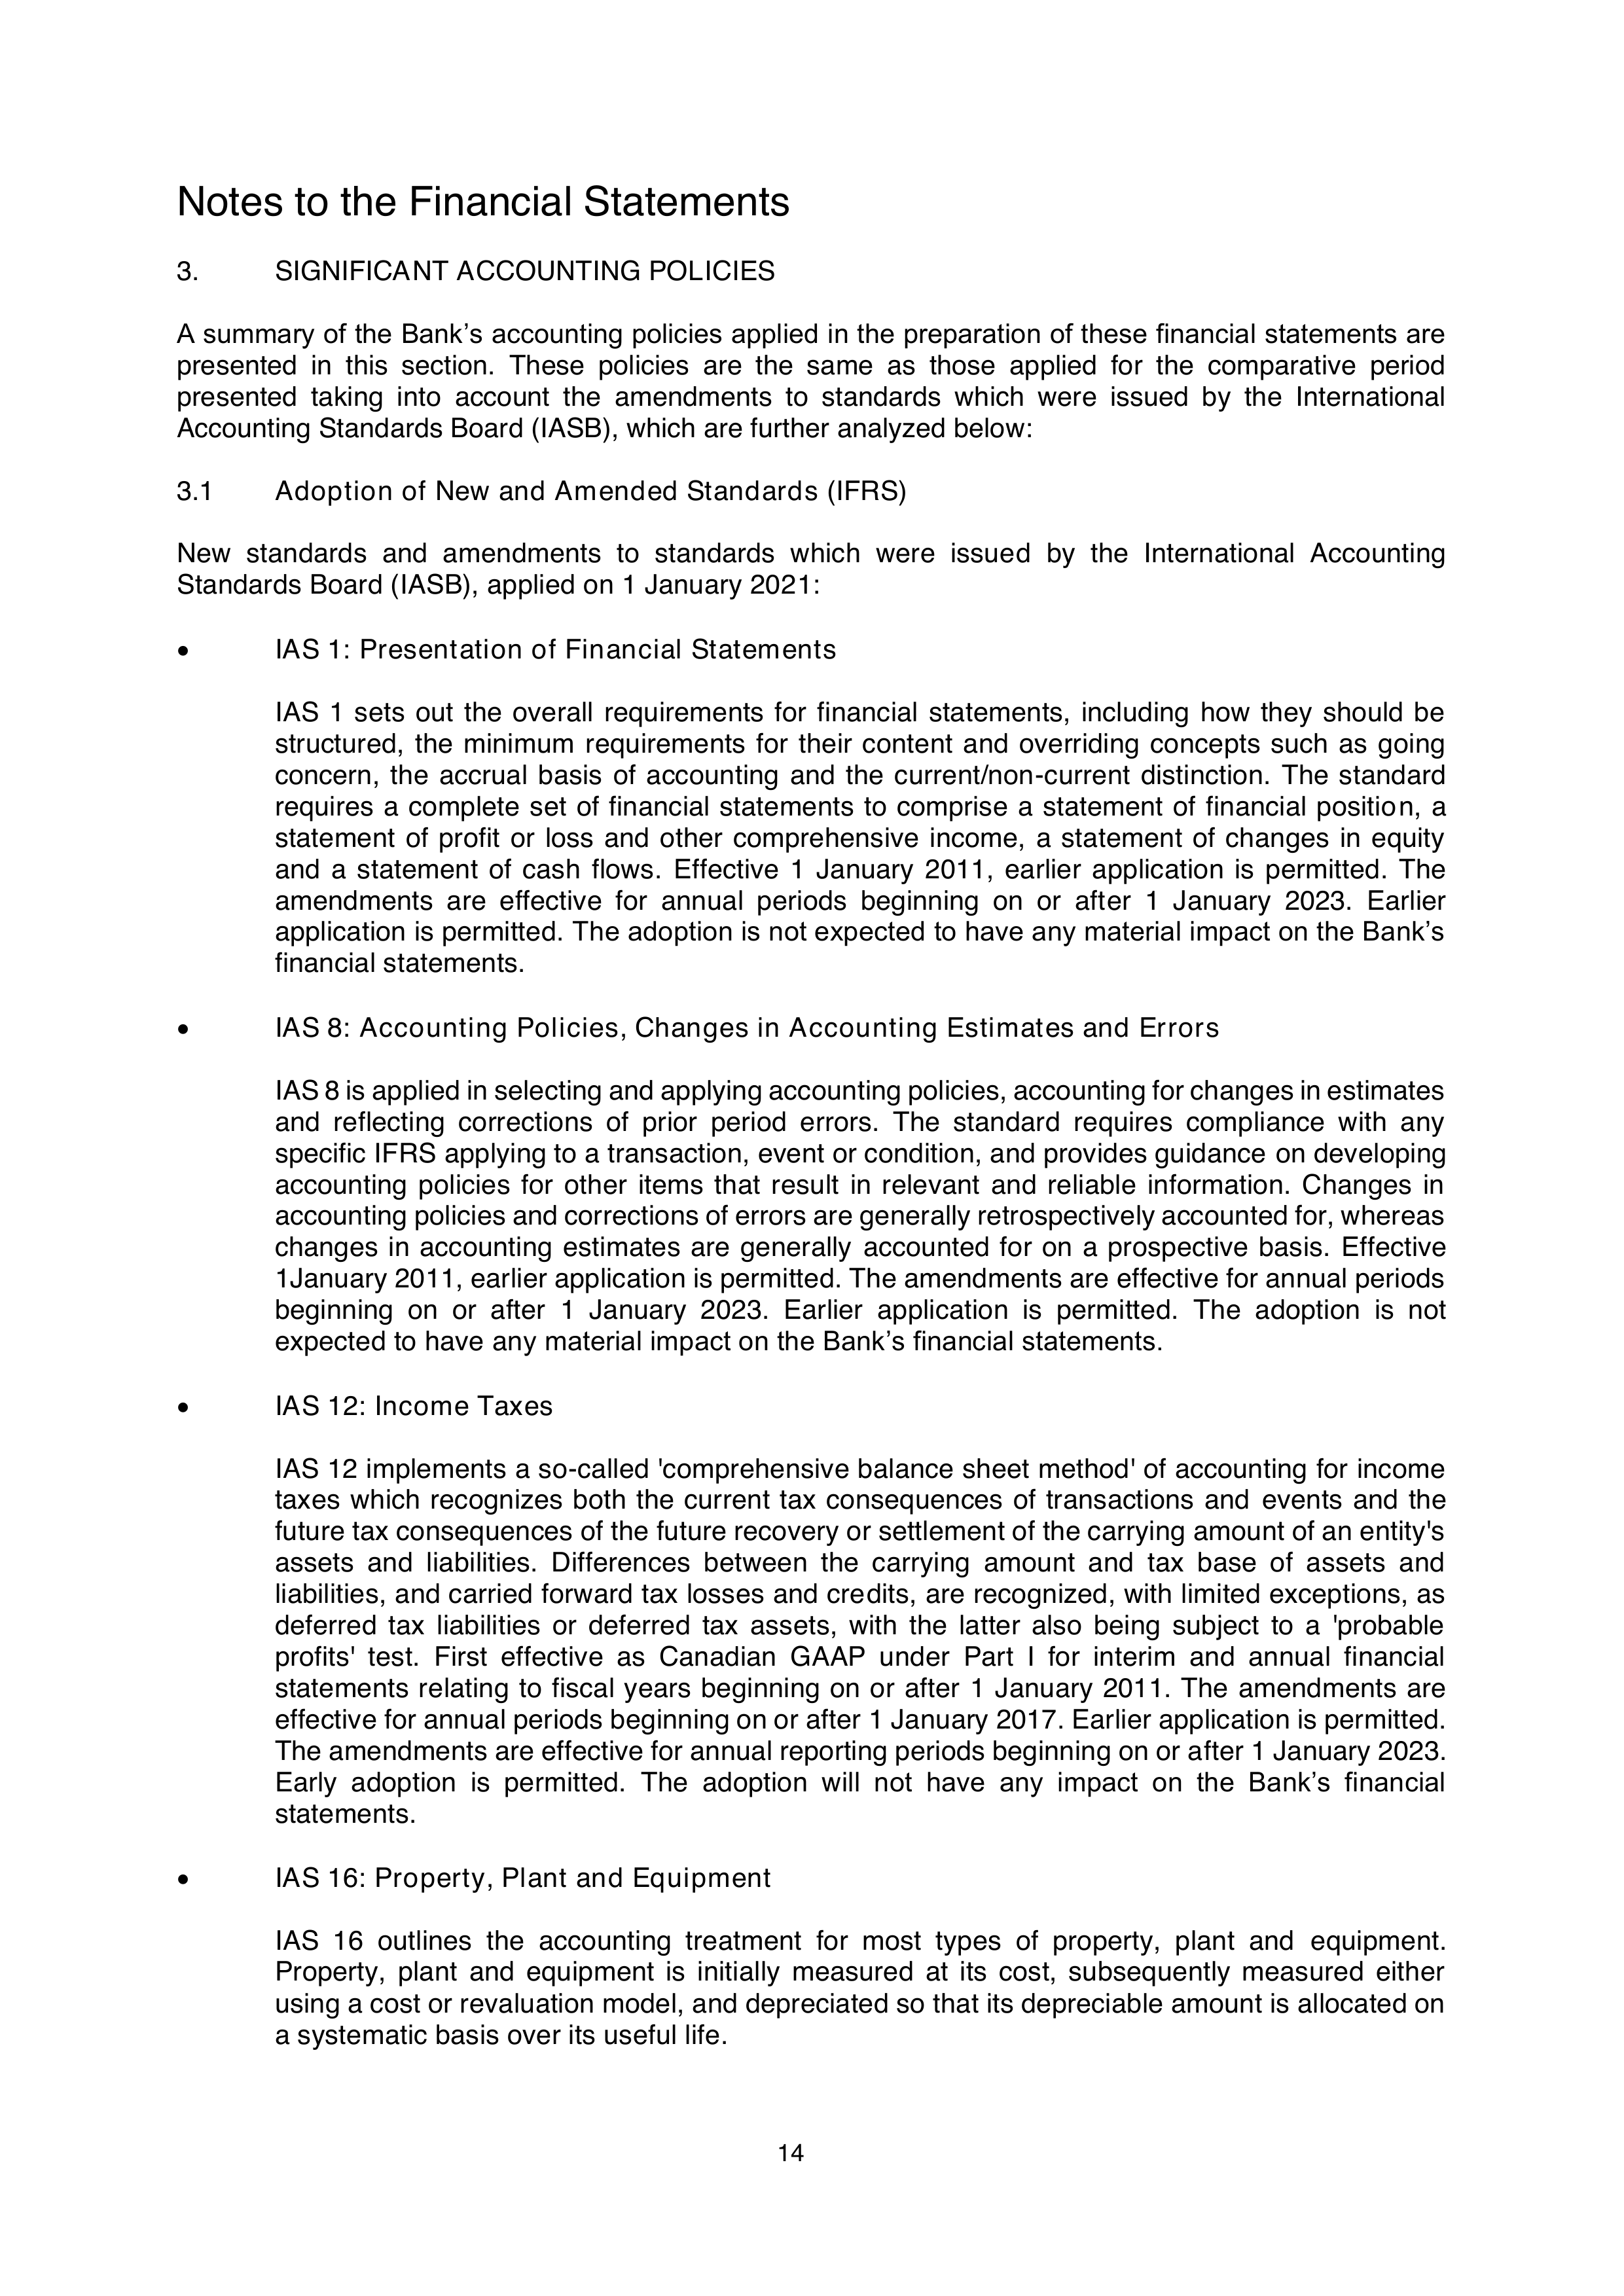 Notes to the Financial Statements
3. SIGNIFICANT ACCOUNTING POLICIES
A summary of the Bank’s accounting policies applied in the preparation of these financial statements are
presented in this section. These policies are the same as those applied for the comparative period
presented taking into account the amendments to standards which were issued by the International
Accounting Standards Board (IASB), which are further analyzed below:
3.1 Adoption of New and Amended Standards (IFRS)
New standards and amendments to standards which were issued by the International Accounting
Standards Board (IASB), applied on 1 January 2021:
• IAS 1: Presentation of Financial Statements
IAS 1 sets out the overall requirements for financial statements, including how they should be
structured, the minimum requirements for their content and overriding concepts such as going
concern, the accrual basis of accounting and the current/non-current distinction. The standard
requires a complete set of financial statements to comprise a statement of financial position, a
statement of profit or loss and other comprehensive income, a statement of changes in equity
and a statement of cash flows. Effective 1 January 2011, earlier application is permitted. The
amendments are effective for annual periods beginning on or after 1 January 2023. Earlier
application is permitted. The adoption is not expected to have any material impact on the Bank’s
financial statements.
• IAS 8: Accounting Policies, Changes in Accounting Estimates and Errors
IAS 8 is applied in selecting and applying accounting policies, accounting for changes in estimates
and reflecting corrections of prior period errors. The standard requires compliance with any
specific IFRS applying to a transaction, event or condition, and provides guidance on developing
accounting policies for other items that result in relevant and reliable information. Changes in
accounting policies and corrections of errors are generally retrospectively accounted for, whereas
changes in accounting estimates are generally accounted for on a prospective basis. Effective
1January 2011, earlier application is permitted. The amendments are effective for annual periods
beginning on or after 1 January 2023. Earlier application is permitted. The adoption is not
expected to have any material impact on the Bank’s financial statements.
• IAS 12: Income Taxes
IAS 12 implements a so-called 'comprehensive balance sheet method' of accounting for income
taxes which recognizes both the current tax consequences of transactions and events and the
future tax consequences of the future recovery or settlement of the carrying amount of an entity's
assets and liabilities. Differences between the carrying amount and tax base of assets and
liabilities, and carried forward tax losses and credits, are recognized, with limited exceptions, as
deferred tax liabilities or deferred tax assets, with the latter also being subject to a 'probable
profits' test. First effective as Canadian GAAP under Part I for interim and annual financial
statements relating to fiscal years beginning on or after 1 January 2011. The amendments are
effective for annual periods beginning on or after 1 January 2017. Earlier application is permitted.
The amendments are effective for annual reporting periods beginning on or after 1 January 2023.
Early adoption is permitted. The adoption will not have any impact on the Bank’s financial
statements.
• IAS 16: Property, Plant and Equipment
IAS 16 outlines the accounting treatment for most types of property, plant and equipment.
Property, plant and equipment is initially measured at its cost, subsequently measured either
using a cost or revaluation model, and depreciated so that its depreciable amount is allocated on
a systematic basis over its useful life.
14